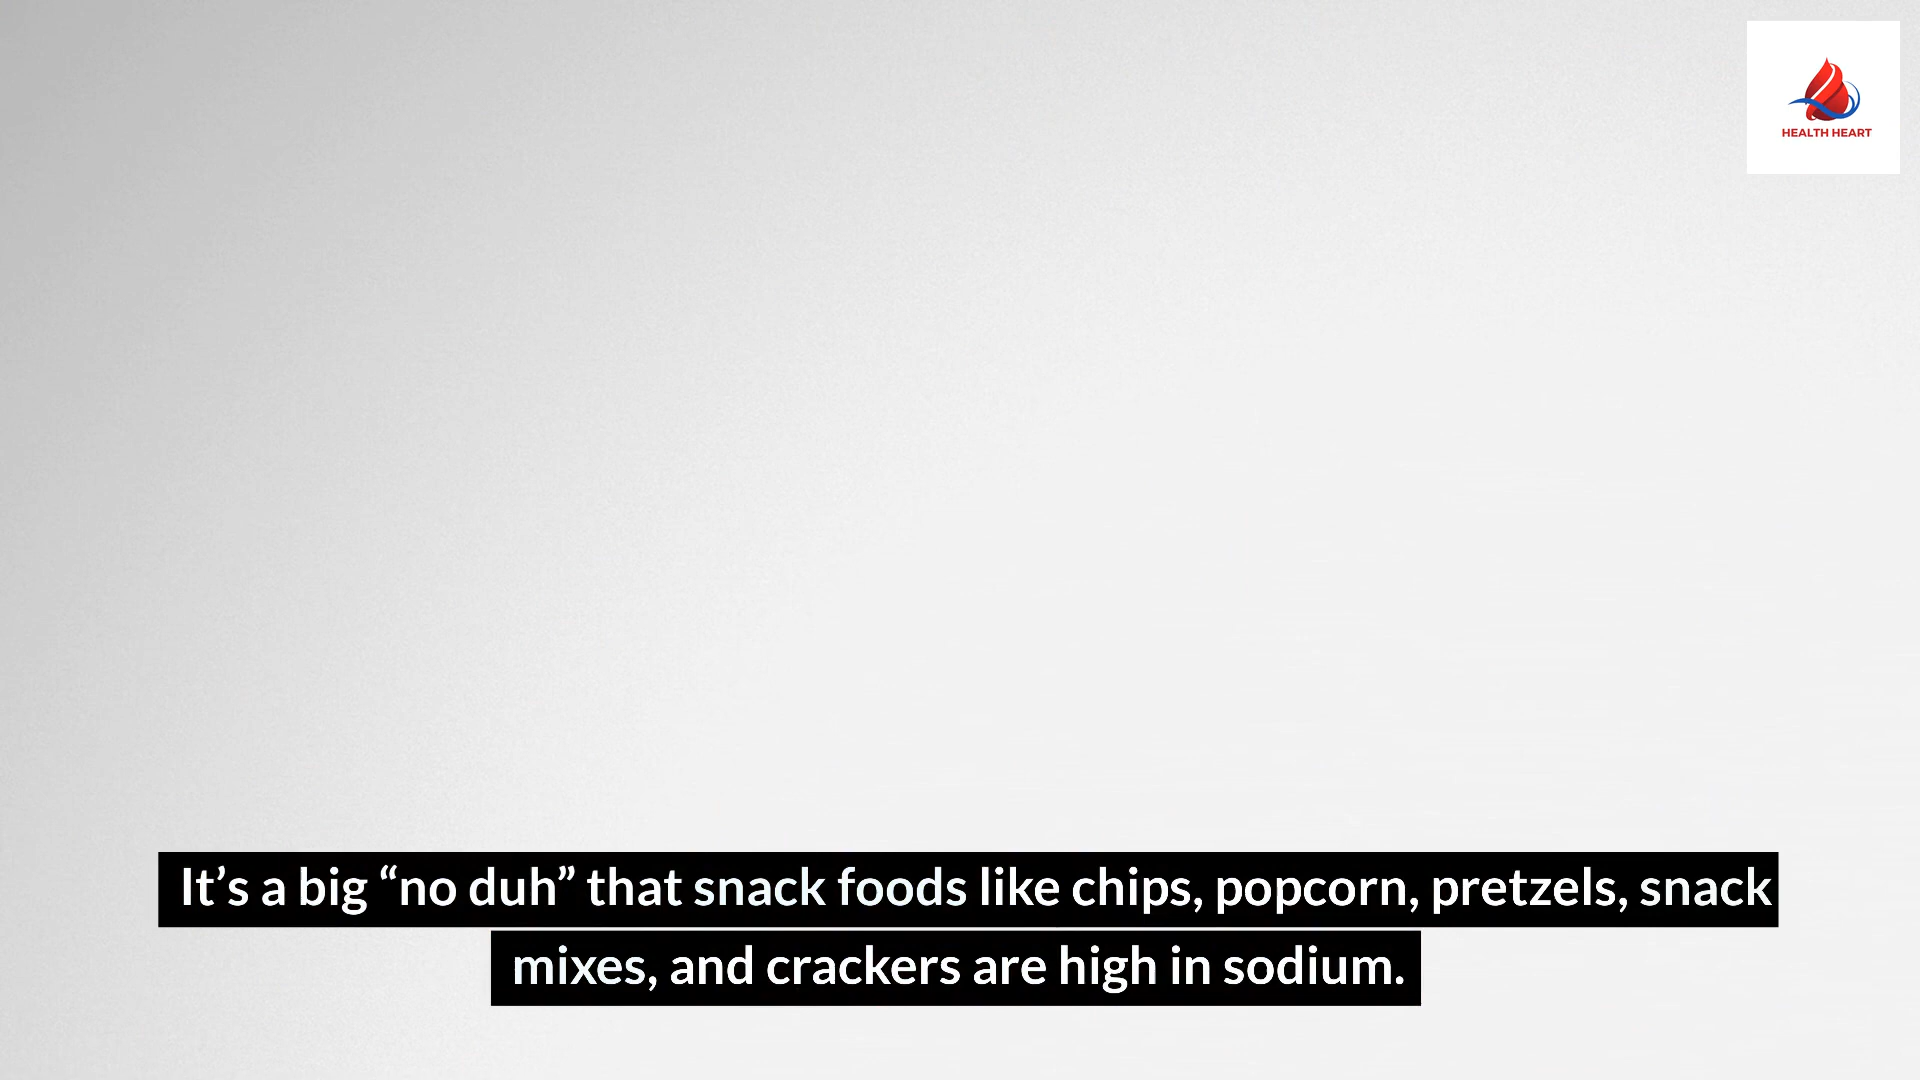 HEALTH HEART
It’s a big “no duh” that snack foods like chips, popcorn, pretzels, snack
mixes, and crackers are high in sodium.